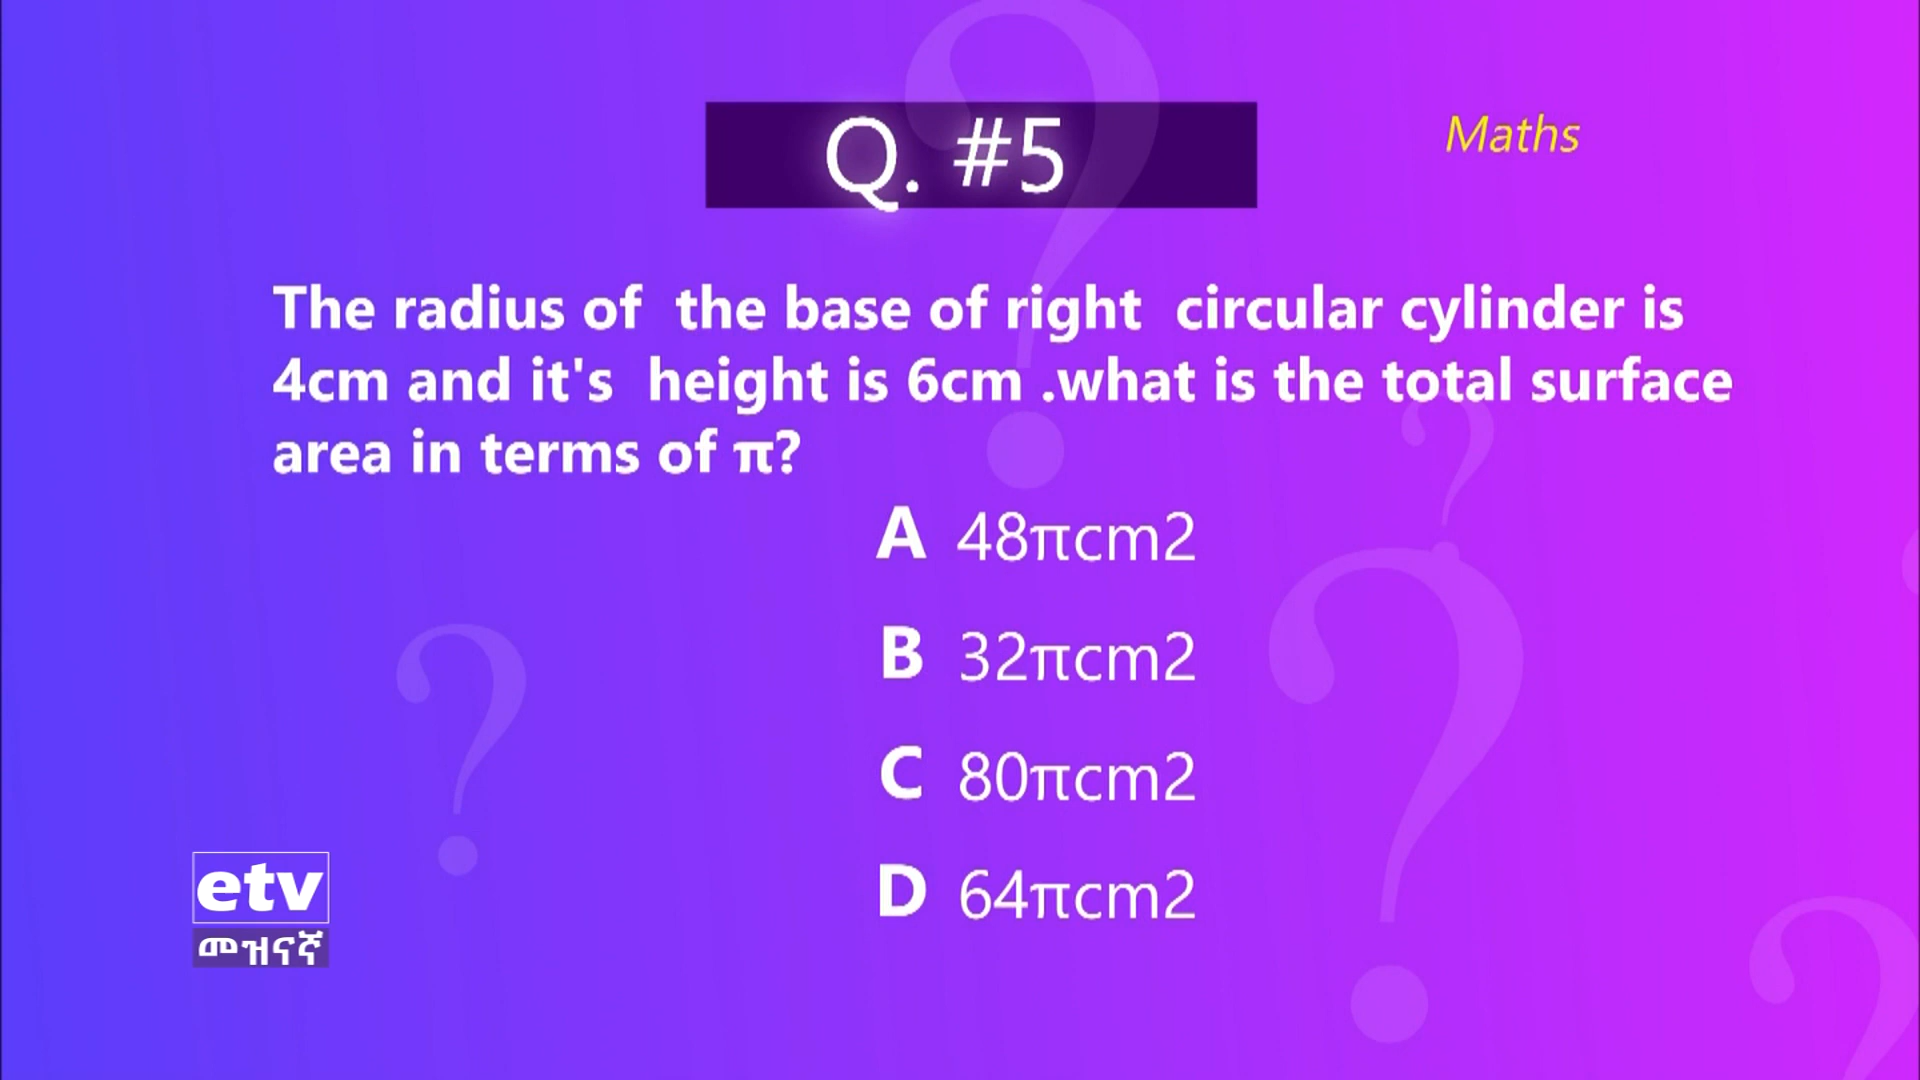 Q. #5
Maths
The radius of the base of right circular cylinder is
4cm and it's height is 6cm .what is the total surface
area in terms of π?
A 48πcm2
B 32πcm2
C 80πcm2
D 64πcm2
etv
መዝናኛ